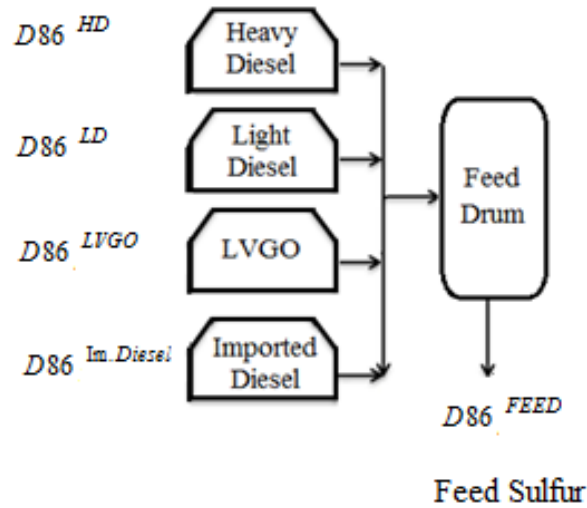 D86 HD
Heavy
Diesel
D86 LD
Light
Diesel
D86 LVGO
LVGO
D86 Im.Diesel
Imported
Diesel
Feed
Drum
D86 FEED
Feed Sulfur